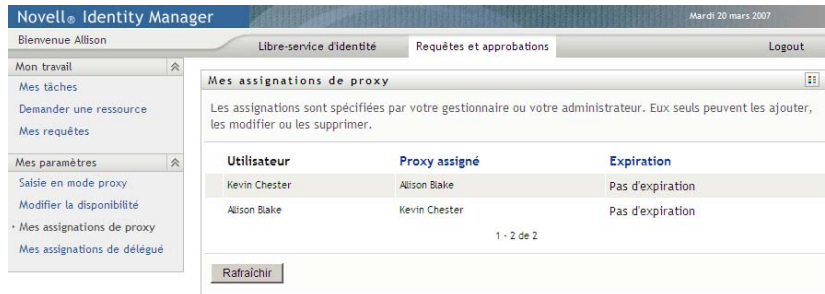 Novell® Identity Manager
Mardi 20 mars 2007
Bienvenue Allison
Libre-service d'identité
Requêtes et approbations
Logout
Mon travail
Mes tâches
Demander une ressource
Mes requêtes
Mes paramètres
Saisie en mode proxy
Modifier la disponibilité
Mes assignations de proxy
Mes assignations de délégué
Mes assignations de proxy
Les assignations sont spécifiées par votre gestionnaire ou votre administrateur. Eux seuls peuvent les ajouter,
les modifier ou les supprimer.
Utilisateur Proxy assigné Expiration
Kevin Chester Allison Blake Pas d'expiration
Allison Blake Kevin Chester Pas d'expiration
1 - 2 de 2
Rafraîchir